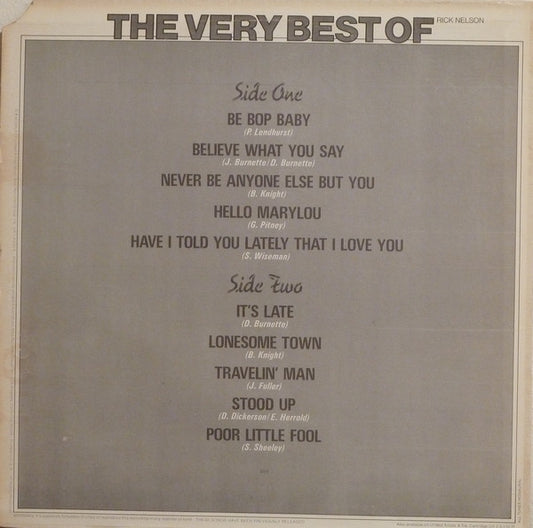 THE VERY BEST OF RICK NELSON
Side One
BE BOP BABY
(P. Lendhurst)
BELIEVE WHAT YOU SAY
(J. Burnette/D. Burnette)
NEVER BE ANYONE ELSE BUT YOU
(B. Knight)
HELLO MARYLOU
(G. Pitney)
HAVE I TOLD YOU LATELY THAT I LOVE YOU
(S. Wiseman)
Side Two
IT'S LATE
(D. Burnette)
LONESOME TOWN
(B. Knight)
TRAVELIN' MAN
(J. Fuller)
STOOD UP
(D. Dickerson/E. Herrold)
POOR LITTLE FOOL
(S. Sheeley)